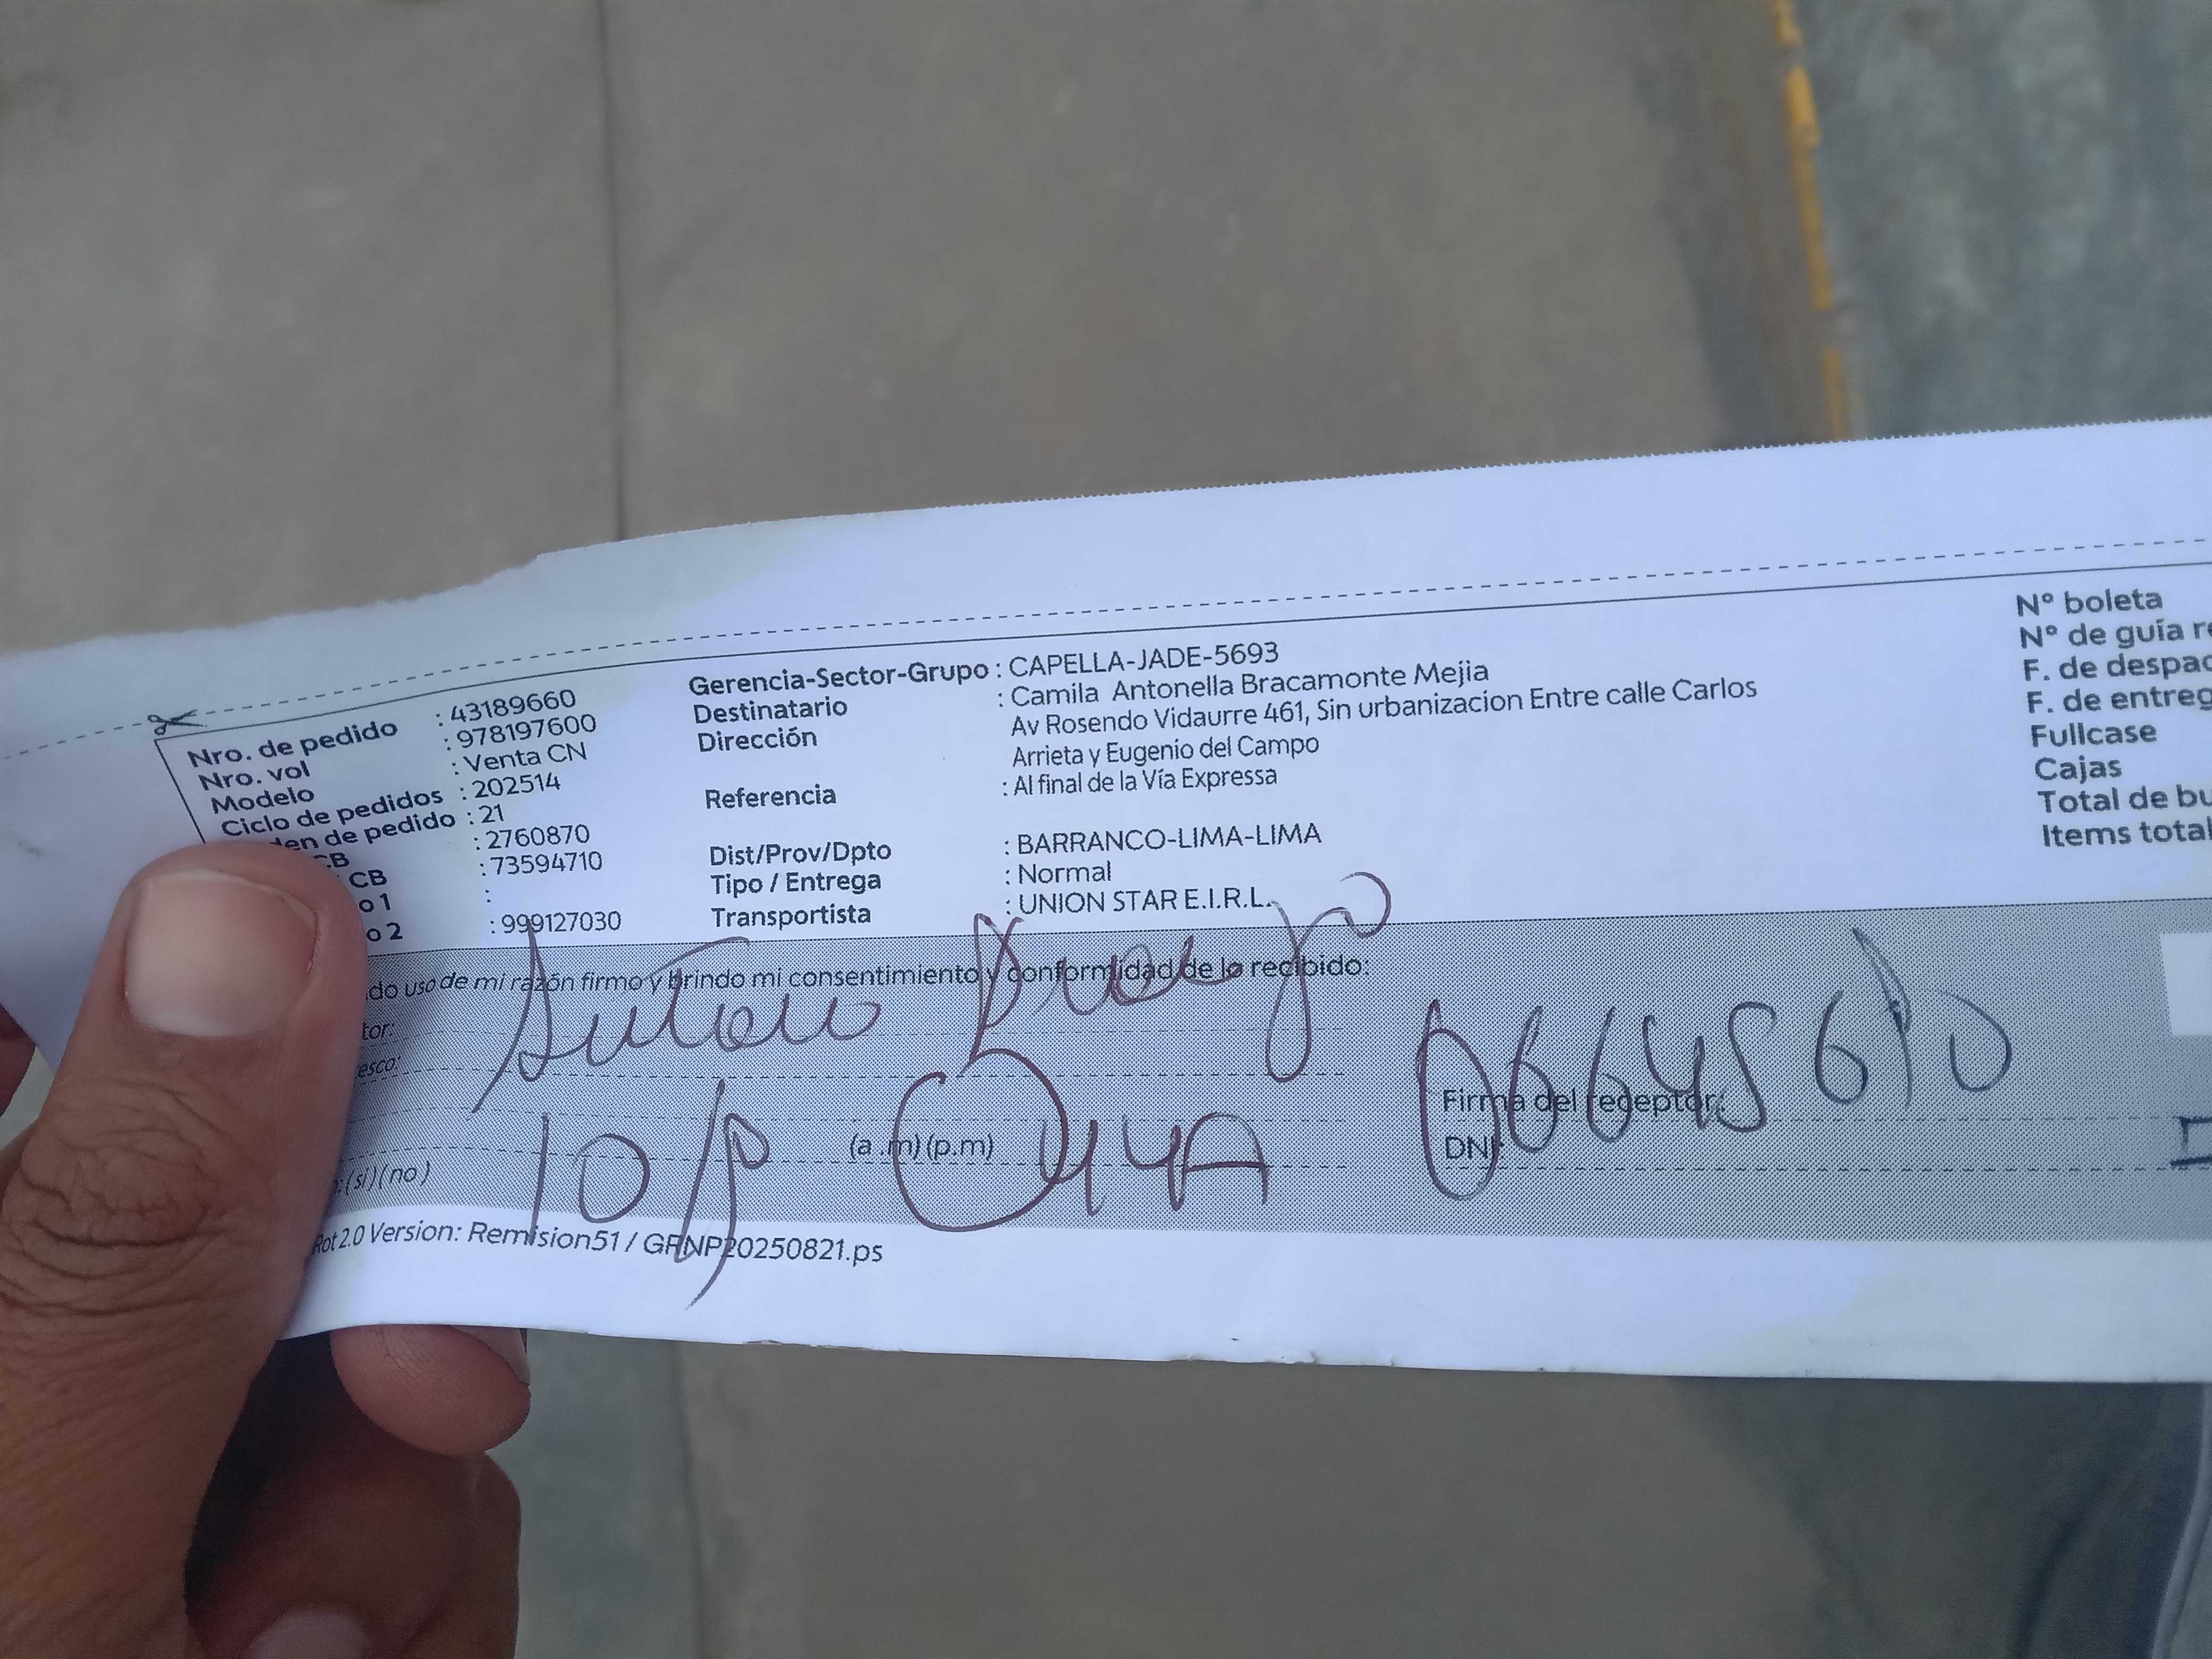 Nro. de pedido : 43189660
Nro. vol : 978197600
Modelo : Venta CN
Ciclo de pedidos : 202514
en de pedido : 21
CB : 2760870
CB : 73594710
o 1 :
o 2 : 999127030
Gerencia-Sector-Grupo : CAPELLA-JADE-5693
Destinatario : Camila Antonella Bracamonte Mejia
Dirección Av Rosendo Vidaurre 461, Sin urbanizacion Entre calle Carlos
Arrieta y Eugenio del Campo
Referencia : Al final de la Vía Expressa
Dist/Prov/Dpto : BARRANCO-LIMA-LIMA
Tipo / Entrega : Normal
Transportista : UNION STAR E.I.R.L.
N° boleta
N° de guía r
F. de despac
F. de entreg
Fullcase
Cajas
Total de bu
Items total
do uso de mi razón firmo y brindo mi consentimiento y conformidad de lo recibido:
tor:
esco:
Firma del receptor:
(a.m) (p.m)
DNI:
:(si)(no)
Rot 2.0 Version: Remision51 / GRNP20250821.ps